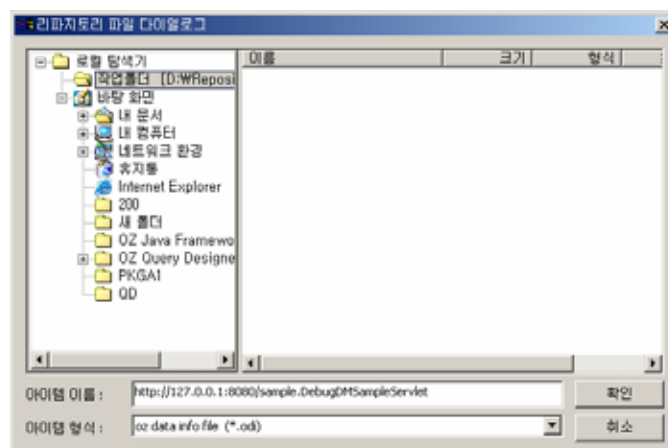 리파지토리 파일 다이얼로그
이름 크기 형식
로컬 탐색기
작업폴더 (D:\Reposi
바탕 화면
내 문서
내 컴퓨터
네트워크 환경
휴지통
Internet Explorer
200
새 폴더
OZ Java Framewo
OZ Query Designe
PKGA1
QD
아이템 이름 : http://127.0.0.1:8080/sample.DebugDMSampleServlet 확인
아이템 형식 : oz data info file (*.odi) 취소